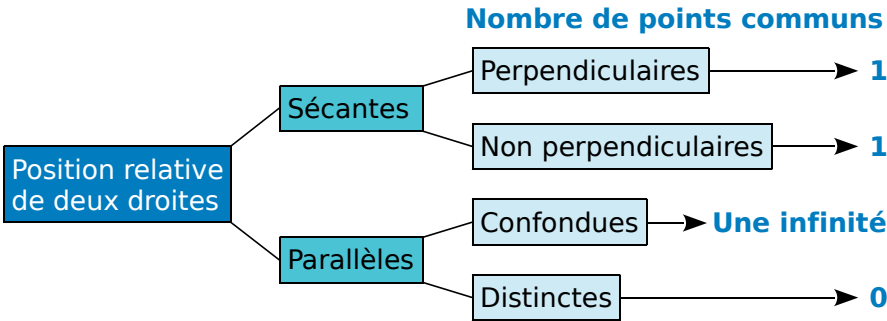 Nombre de points communs
Perpendiculaires 1
Sécantes
Non perpendiculaires 1
Position relative
de deux droites
Confondues Une infinité
Parallèles
Distinctes 0